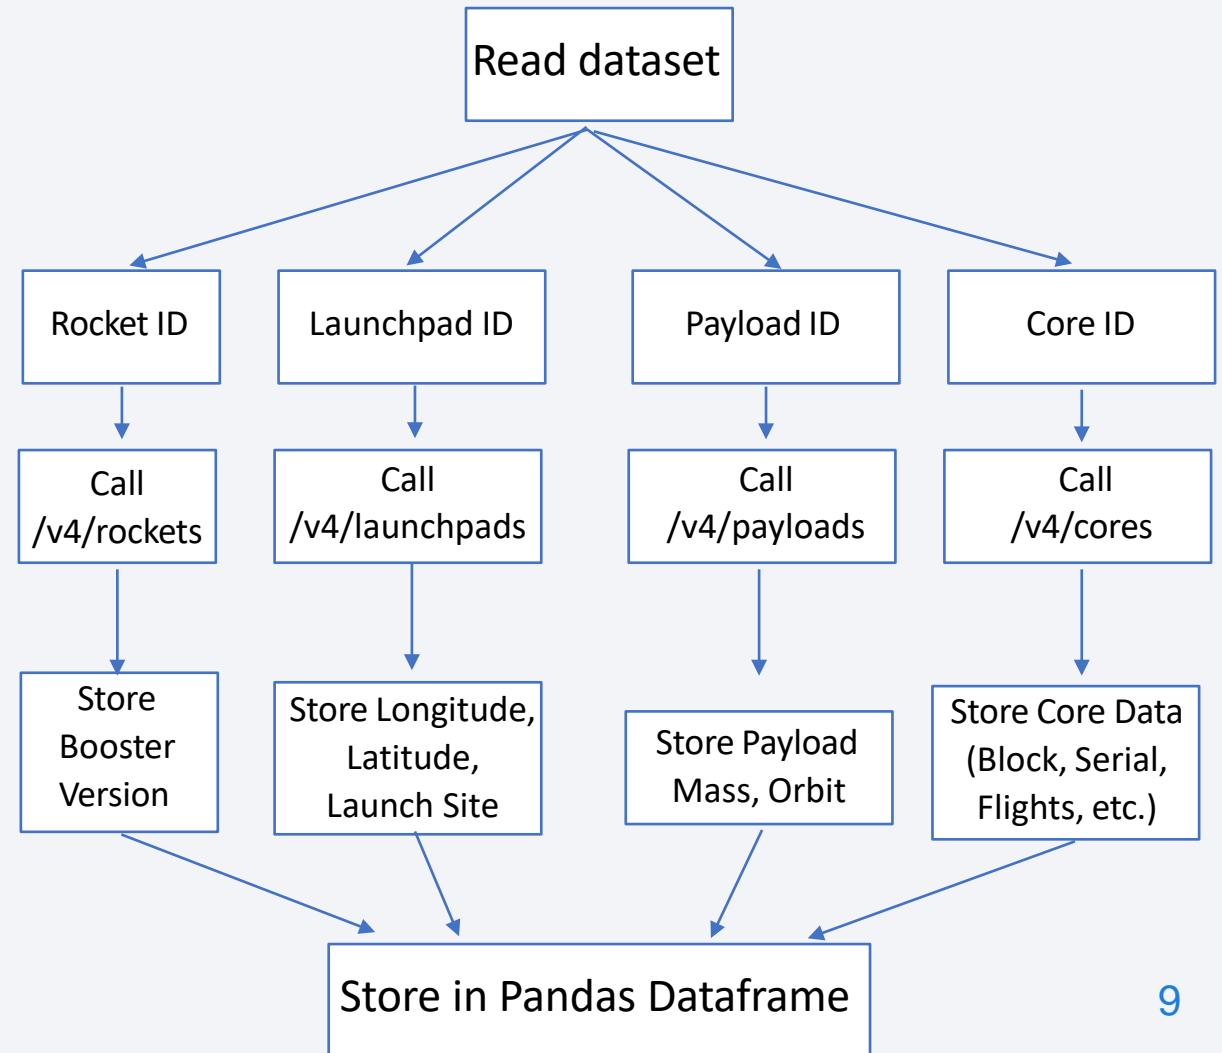 Read dataset
Rocket ID
Launchpad ID
Payload ID
Core ID
Call
/v4/rockets
Call
/v4/launchpads
Call
/v4/payloads
Call
/v4/cores
Store
Booster
Version
Store Longitude,
Latitude,
Launch Site
Store Payload
Mass, Orbit
Store Core Data
(Block, Serial,
Flights, etc.)
Store in Pandas Dataframe
9